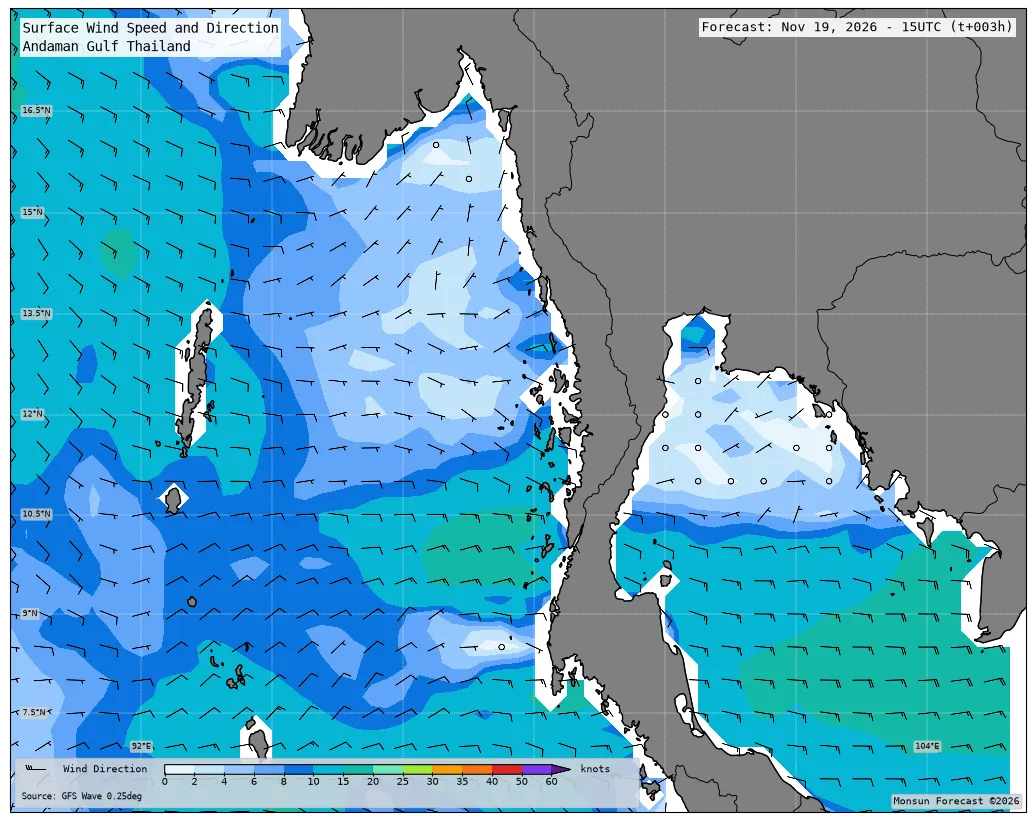 Surface Wind Speed and Direction
Andaman Gulf Thailand
Forecast: Nov 19, 2026 - 15UTC (t+003h)
16.5°N
15°N
13.5°N
12°N
10.5°N
9°N
7.5°N
92°E
104°E
Wind Direction
0 2 4 6 8 10 15 20 25 30 35 40 50 60 knots
Source: GFS Wave 0.25deg
Monsun Forecast ©2026